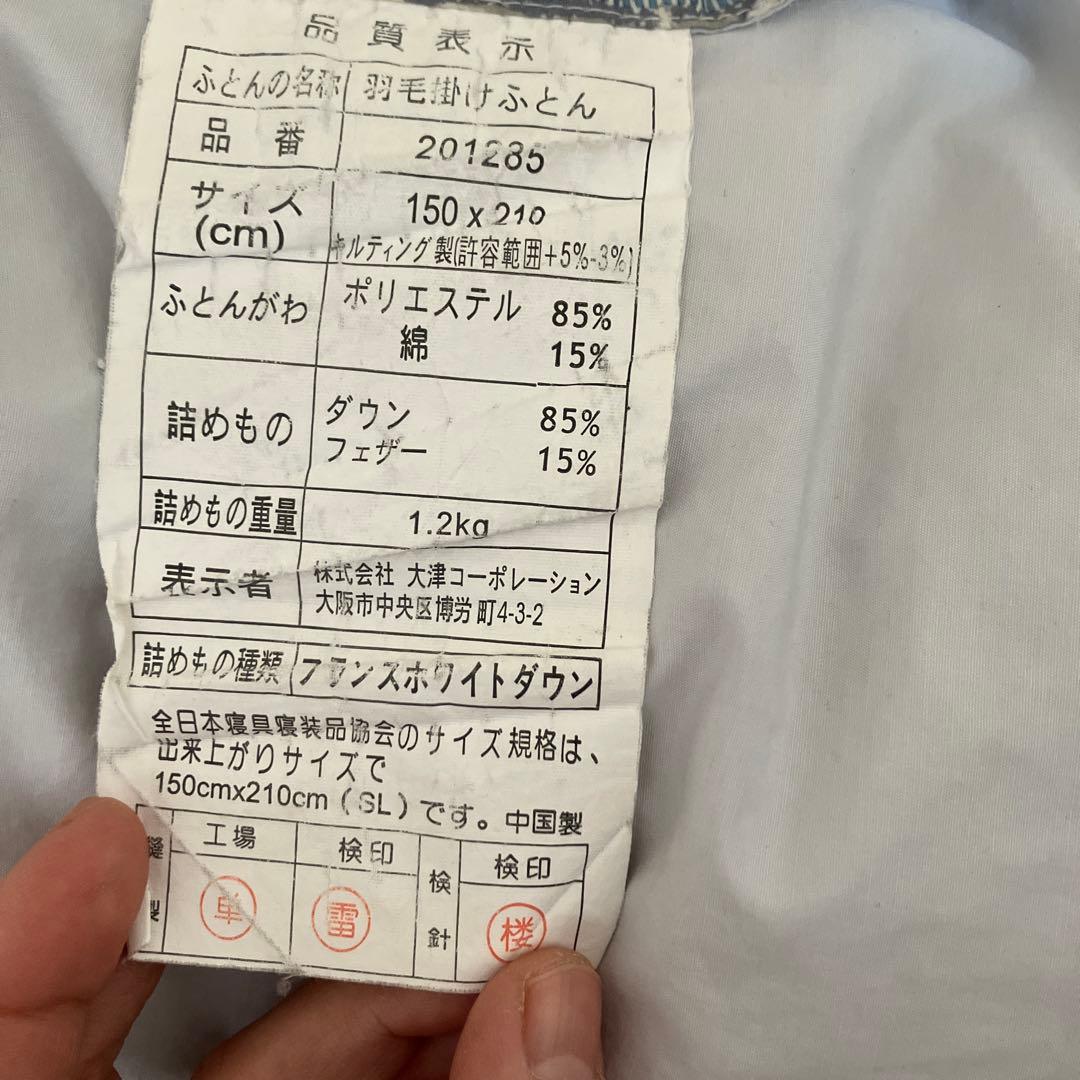 品質表示
ふとんの名称 羽毛掛けふとん
品 番 201285
サイズ
(cm)
150 x 210
キルティング製(許容範囲+5%-3%)
ふとんがわ
ポリエステル 85%
綿 15%
詰めもの
ダウン 85%
フェザー 15%
詰めもの重量 1.2kg
表示者
株式会社 大津コーポレーション
大阪市中央区博労町4-3-2
詰めもの種類 フランスホワイトダウン
全日本寝具寝装品協会のサイズ規格は、
出来上がりサイズで
150cmx210cm(SL)です。中国製
縫製
工場 検印
単 雷
検針
検印
楼